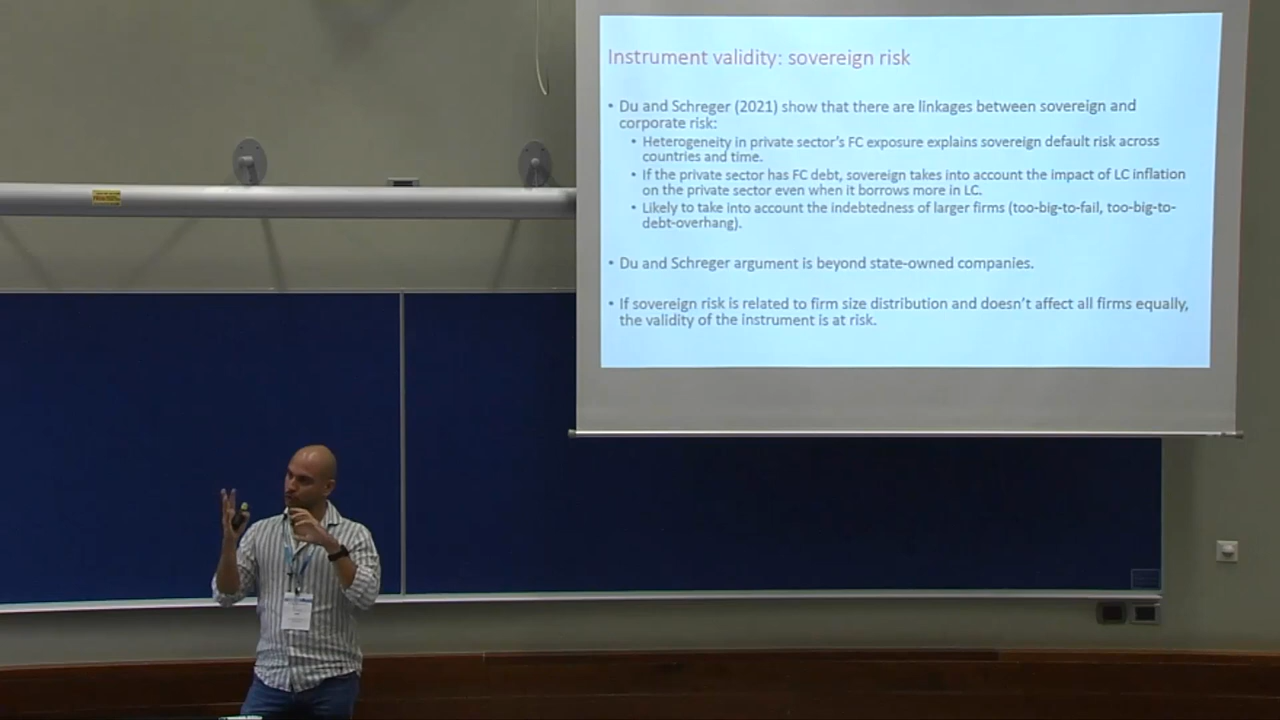 Instrument validity: sovereign risk
• Du and Schreger (2021) show that there are linkages between sovereign and
corporate risk:
• Heterogeneity in private sector's FC exposure explains sovereign default risk across
countries and time.
• If the private sector has FC debt, sovereign takes into account the impact of LC inflation
on the private sector even when it borrows more in LC.
• Likely to take into account the indebtedness of larger firms (too-big-to-fail, too-big-to-
debt-overhang).
• Du and Schreger argument is beyond state-owned companies.
• If sovereign risk is related to firm size distribution and doesn't affect all firms equally,
the validity of the instrument is at risk.